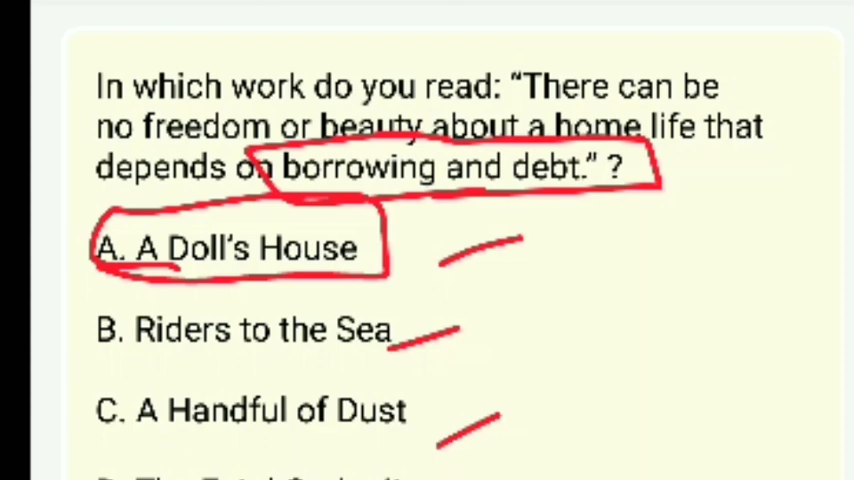 In which work do you read: “There can be
no freedom or beauty about a home life that
depends on borrowing and debt.” ?
A. A Doll’s House
B. Riders to the Sea
C. A Handful of Dust